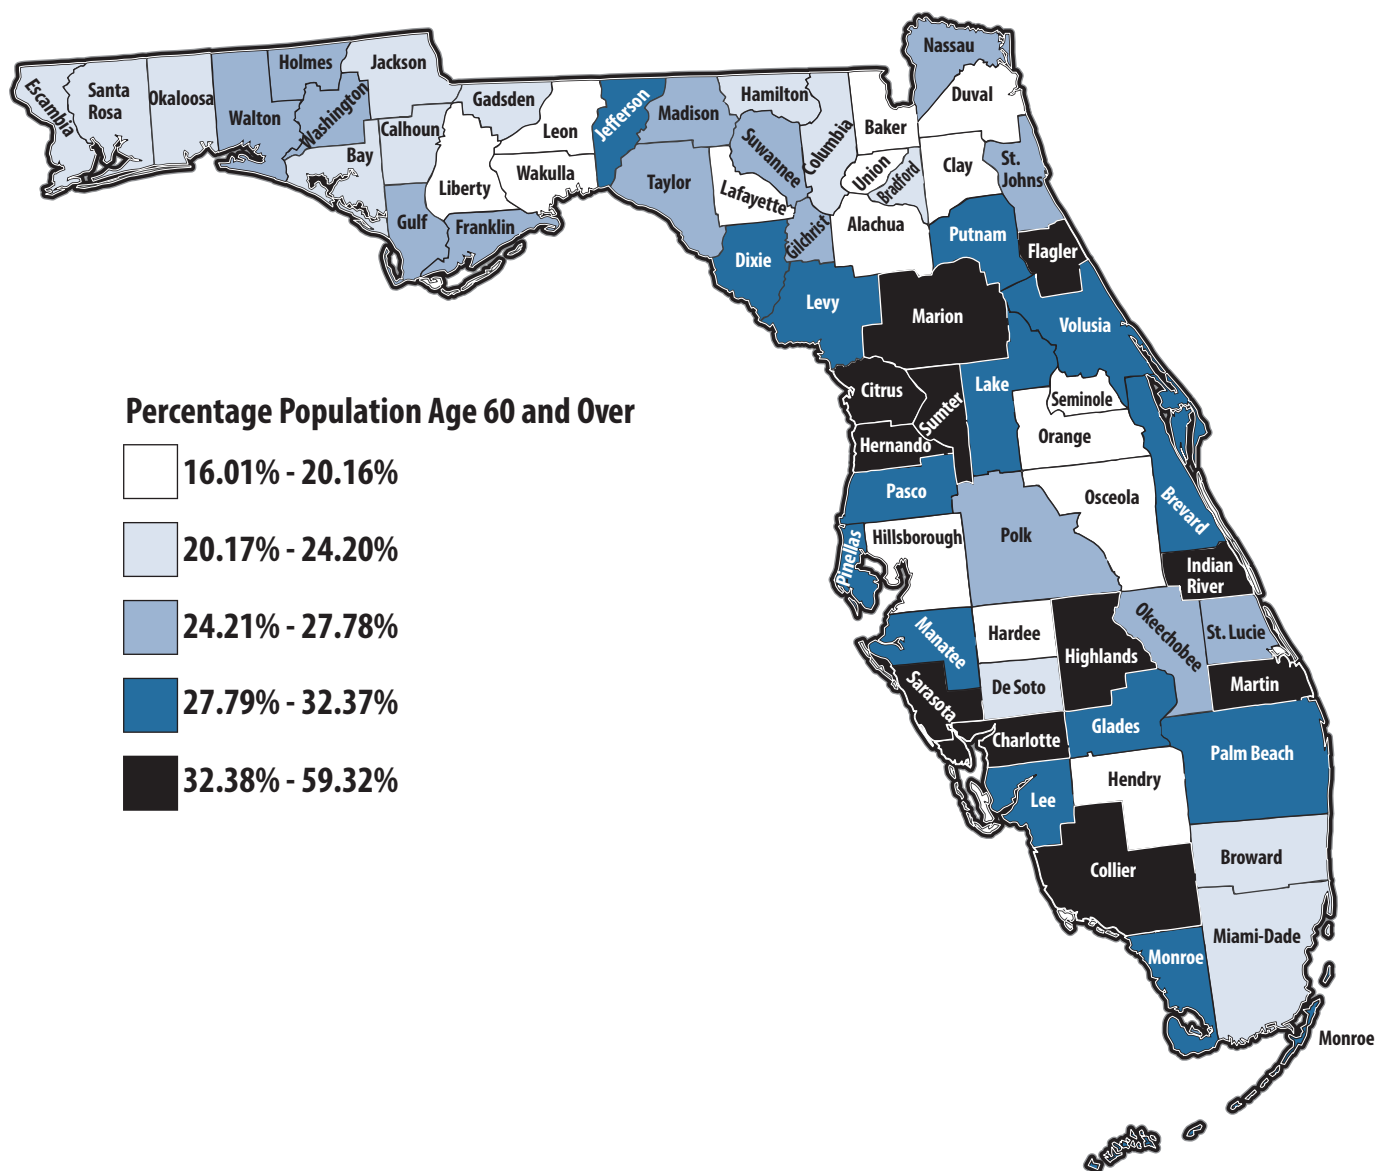 Nassau
Holmes
Jackson
Escambia
Santa
Rosa
Okaloosa
Walton
Washington
Calhoun
Gadsden
Leon
Jefferson
Madison
Hamilton
Columbia
Baker
Duval
Bay
Liberty
Wakulla
Taylor
Suwannee
Lafayette
Union
Bradford
Clay
St.
Johns
Gulf
Franklin
Gilchrist
Alachua
Putnam
Flagler
Dixie
Levy
Marion
Volusia
Citrus
Sumter
Lake
Seminole
Orange
Hernando
Pasco
Osceola
Brevard
Pinellas
Hillsborough
Polk
Indian
River
Manatee
Hardee
Highlands
Okeechobee
St. Lucie
Sarasota
De Soto
Martin
Charlotte
Glades
Palm Beach
Lee
Hendry
Collier
Broward
Miami-Dade
Monroe
Monroe
Percentage Population Age 60 and Over
16.01% - 20.16%
20.17% - 24.20%
24.21% - 27.78%
27.79% - 32.37%
32.38% - 59.32%